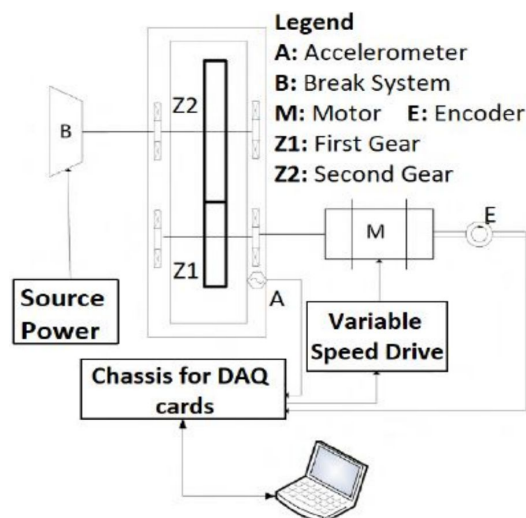 Legend
A: Accelerometer
B: Break System
M: Motor E: Encoder
Z1: First Gear
Z2: Second Gear
Z2
B
E
M
Z1
A
Source
Power
Variable
Speed Drive
Chassis for DAQ
cards